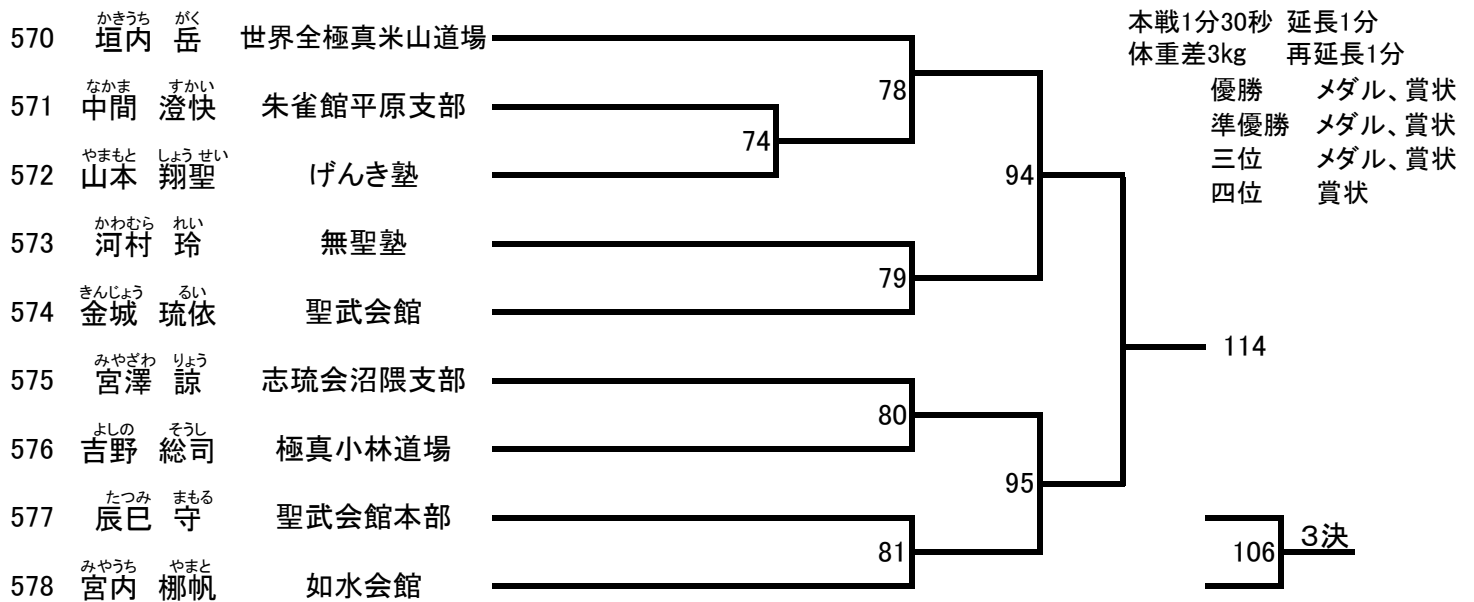 かきうち がく
570 垣内 岳 世界全極真米山道場
なかま すかい
571 中間 澄快 朱雀館平原支部
やまもと しょう せい
572 山本 翔聖 げんき塾
かわむら れい
573 河村 玲 無聖塾
きんじょう るい
574 金城 琉依 聖武会館
みやざわ りょう
575 宮澤 諒 志琉会沼隈支部
よしの そうし
576 吉野 総司 極真小林道場
たつみ まもる
577 辰巳 守 聖武会館本部
みやうち やまと
578 宮内 梛帆 如水会館
74
78
79
80
81
94
95
114
106 3決
本戦1分30秒 延長1分
体重差3kg 再延長1分
優勝 メダル、賞状
準優勝 メダル、賞状
三位 メダル、賞状
四位 賞状